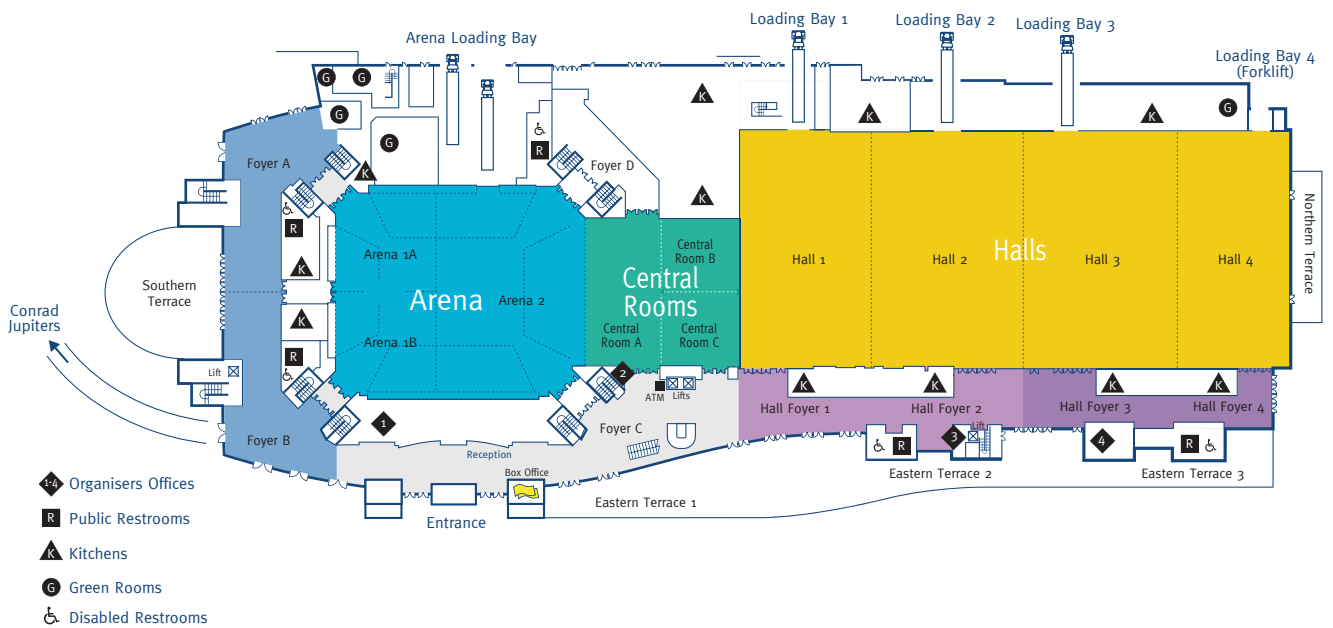 Loading Bay 1
Loading Bay 2
Loading Bay 3
Arena Loading Bay
Loading Bay 4
(Forklift)
G
G
G
G
K
K
K
G
R
Foyer A
Foyer D
K
K
R
K
Southern
Terrace
Arena 1A
Arena
Arena 2
Arena 1B
Central
Room B
Central
Rooms
Central
Room A
Central
Room C
Hall 1
Hall 2
Halls
Hall 3
Hall 4
Northern Terrace
Conrad
Jupiters
K
R
Lift
2
ATM
Lifts
K
K
K
K
Hall Foyer 1
Hall Foyer 2
Hall Foyer 3
Hall Foyer 4
1
Foyer B
Foyer C
Reception
R
3
Lift
4
R
Box Office
Eastern Terrace 1
Eastern Terrace 2
Eastern Terrace 3
Entrance
1-4 Organisers Offices
R Public Restrooms
K Kitchens
G Green Rooms
Disabled Restrooms